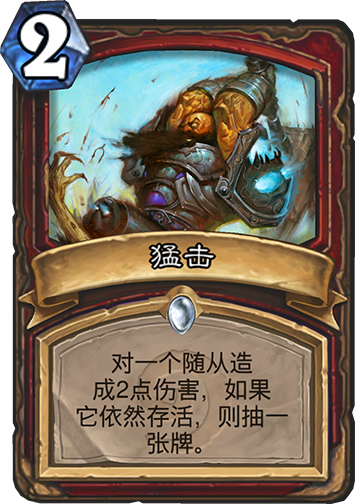 2
猛击
对一个随从造
成2点伤害，如果
它依然存活，则抽一
张牌。